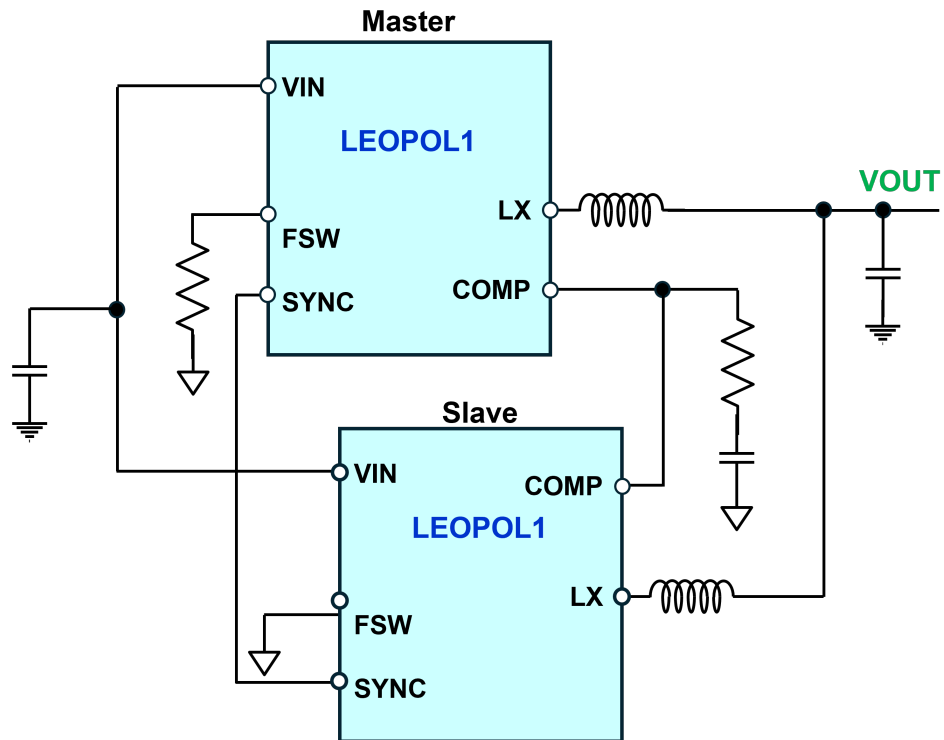 Master
VIN
LEOPOL1
VOUT
LX
FSW
COMP
SYNC
Slave
VIN
COMP
LEOPOL1
LX
FSW
SYNC